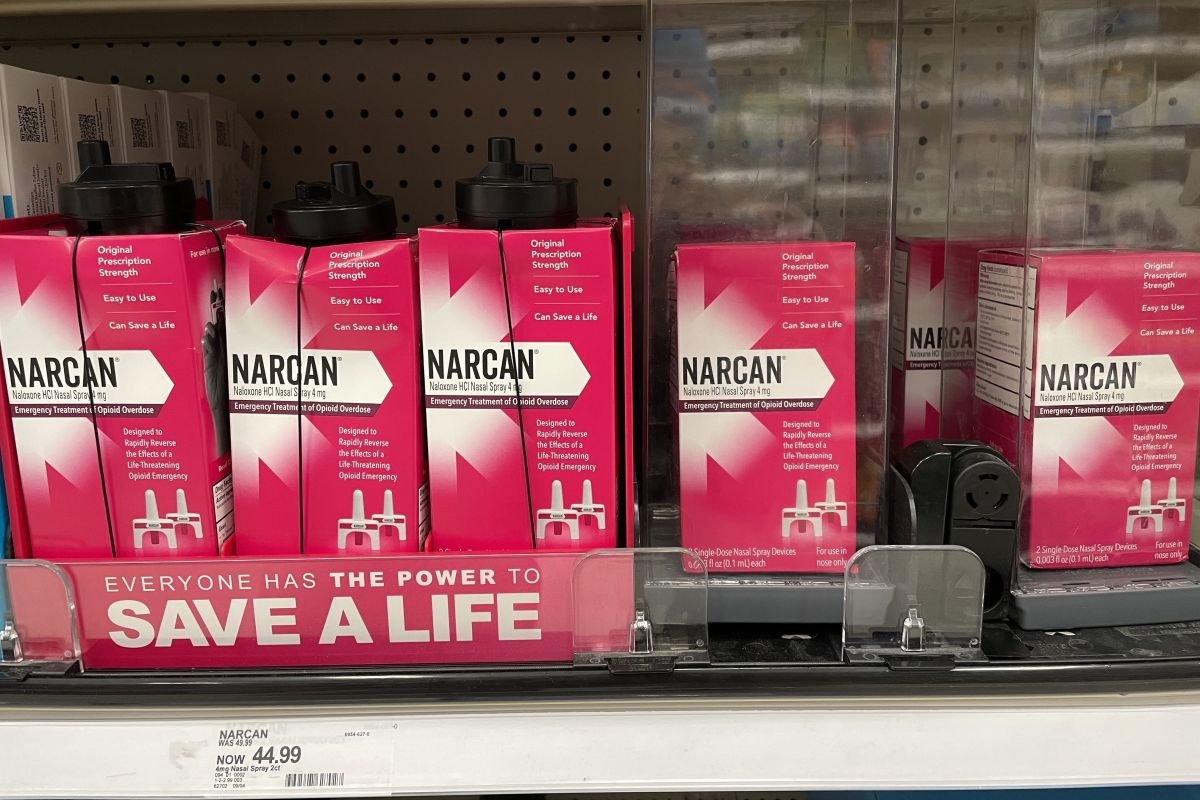 Original
Prescription
Strength
Easy to Use
Can Save a Life
NARCAN®
Naloxone HCl Nasal Spray 4 mg
Emergency Treatment of Opioid Overdose
Designed to
Rapidly Reverse
the Effects of a
Life-Threatening
Opioid Emergency
Original
Prescription
Strength
Easy to Use
Can Save a Life
NARCAN®
Naloxone HCl Nasal Spray 4 mg
Emergency Treatment of Opioid Overdose
Designed to
Rapidly Reverse
the Effects of a
Life-Threatening
Opioid Emergency
Original
Prescription
Strength
Easy to Use
Can Save a Life
NARCAN®
Naloxone HCl Nasal Spray 4 mg
Emergency Treatment of Opioid Overdose
Designed to
Rapidly Reverse
the Effects of a
Life-Threatening
Opioid Emergency
Original
Prescription
Strength
Easy to Use
Can Save a Life
NARCAN®
Naloxone HCl Nasal Spray 4 mg
Emergency Treatment of Opioid Overdose
Designed to
Rapidly Reverse
the Effects of a
Life-Threatening
Opioid Emergency
2 Single-Dose Nasal Spray Devices
0.003 fl oz (0.1 mL) each
For use in
nose only
NARCA
Naloxone HCl Nasal Spray 4 m
Original
Prescription
Strength
Easy to Use
Can Save a Life
NARCAN®
Naloxone HCl Nasal Spray 4 mg
Emergency Treatment of Opioid Overdose
Designed to
Rapidly Reverse
the Effects of a
Life-Threatening
Opioid Emergency
2 Single-Dose Nasal Spray Devices
0.003 fl oz (0.1 mL) each
For use in
nose only
EVERYONE HAS THE POWER TO
SAVE A LIFE
NARCAN
WAS 49.99
NOW 44.99
4mg Nasal Spray 2ct